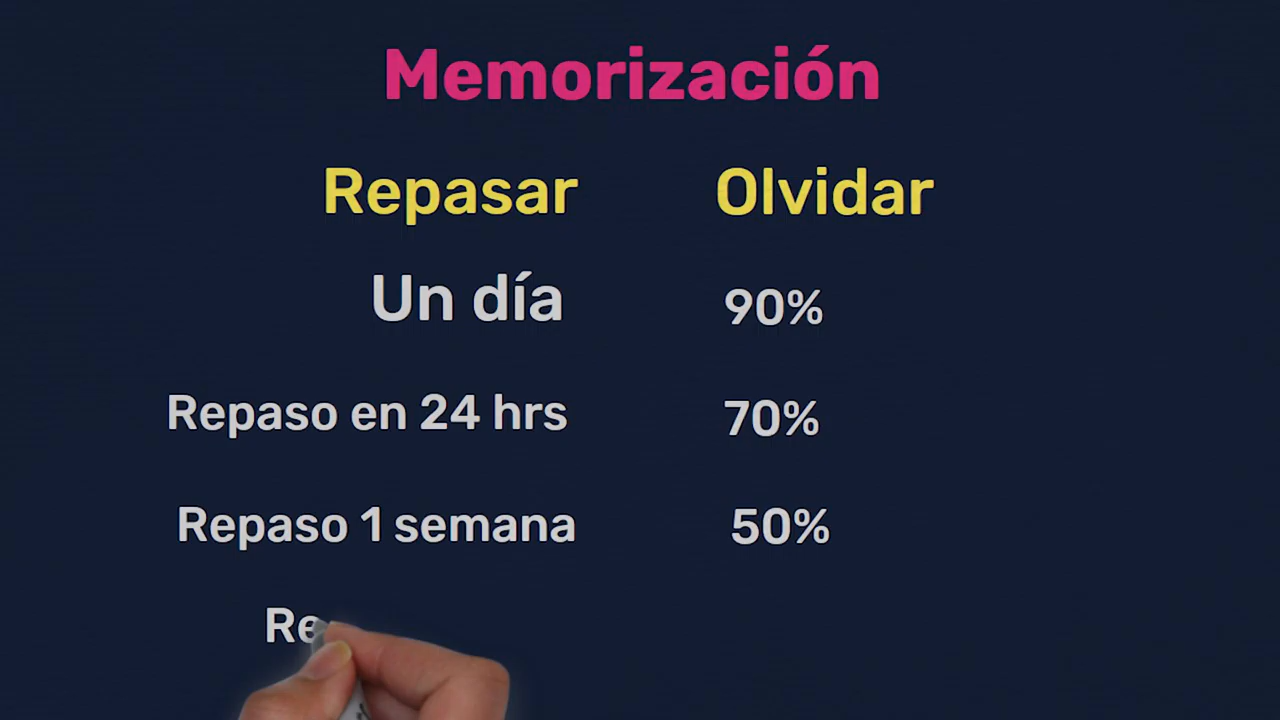 Memorización
Repasar Olvidar
Un día 90%
Repaso en 24 hrs 70%
Repaso 1 semana 50%
Re